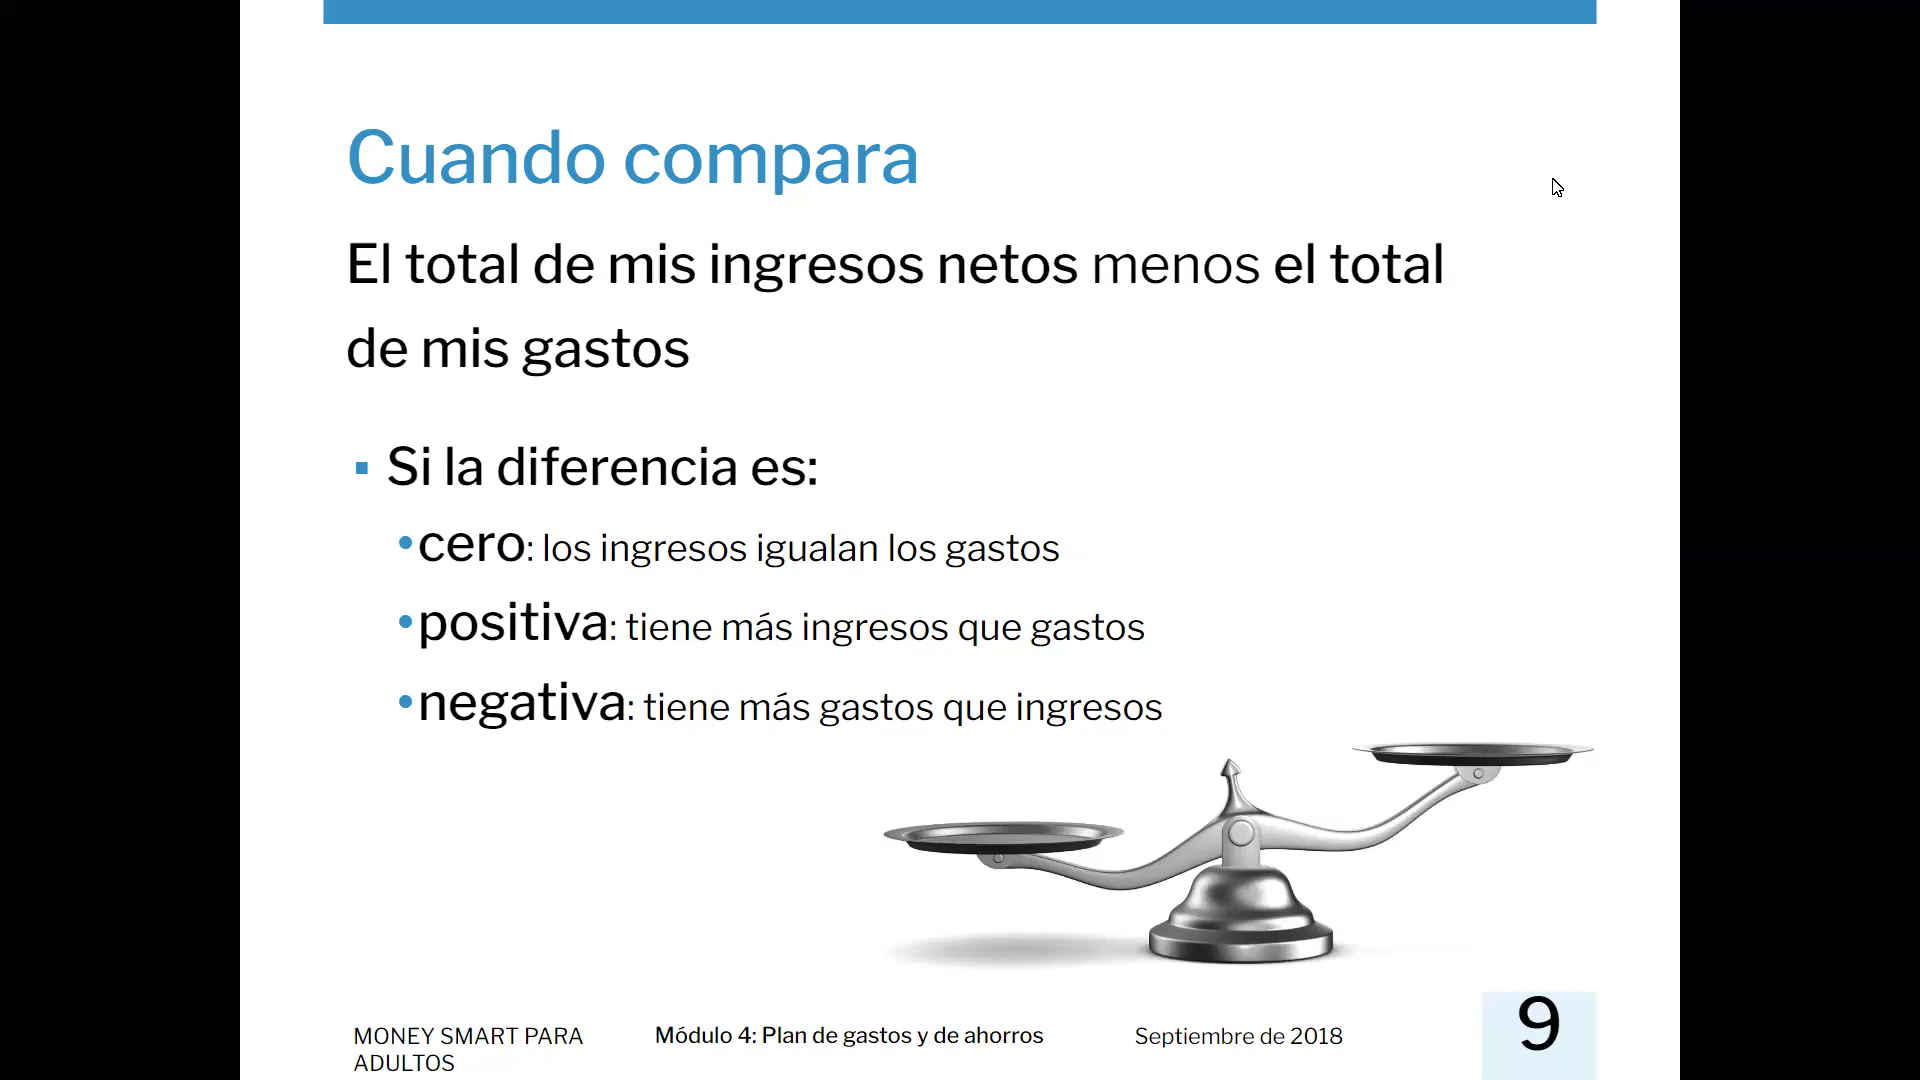 Cuando compara
El total de mis ingresos netos menos el total
de mis gastos
▪ Si la diferencia es:
•cero: los ingresos igualan los gastos
•positiva: tiene más ingresos que gastos
•negativa: tiene más gastos que ingresos
MONEY SMART PARA
ADULTOS
Módulo 4: Plan de gastos y de ahorros
Septiembre de 2018
9